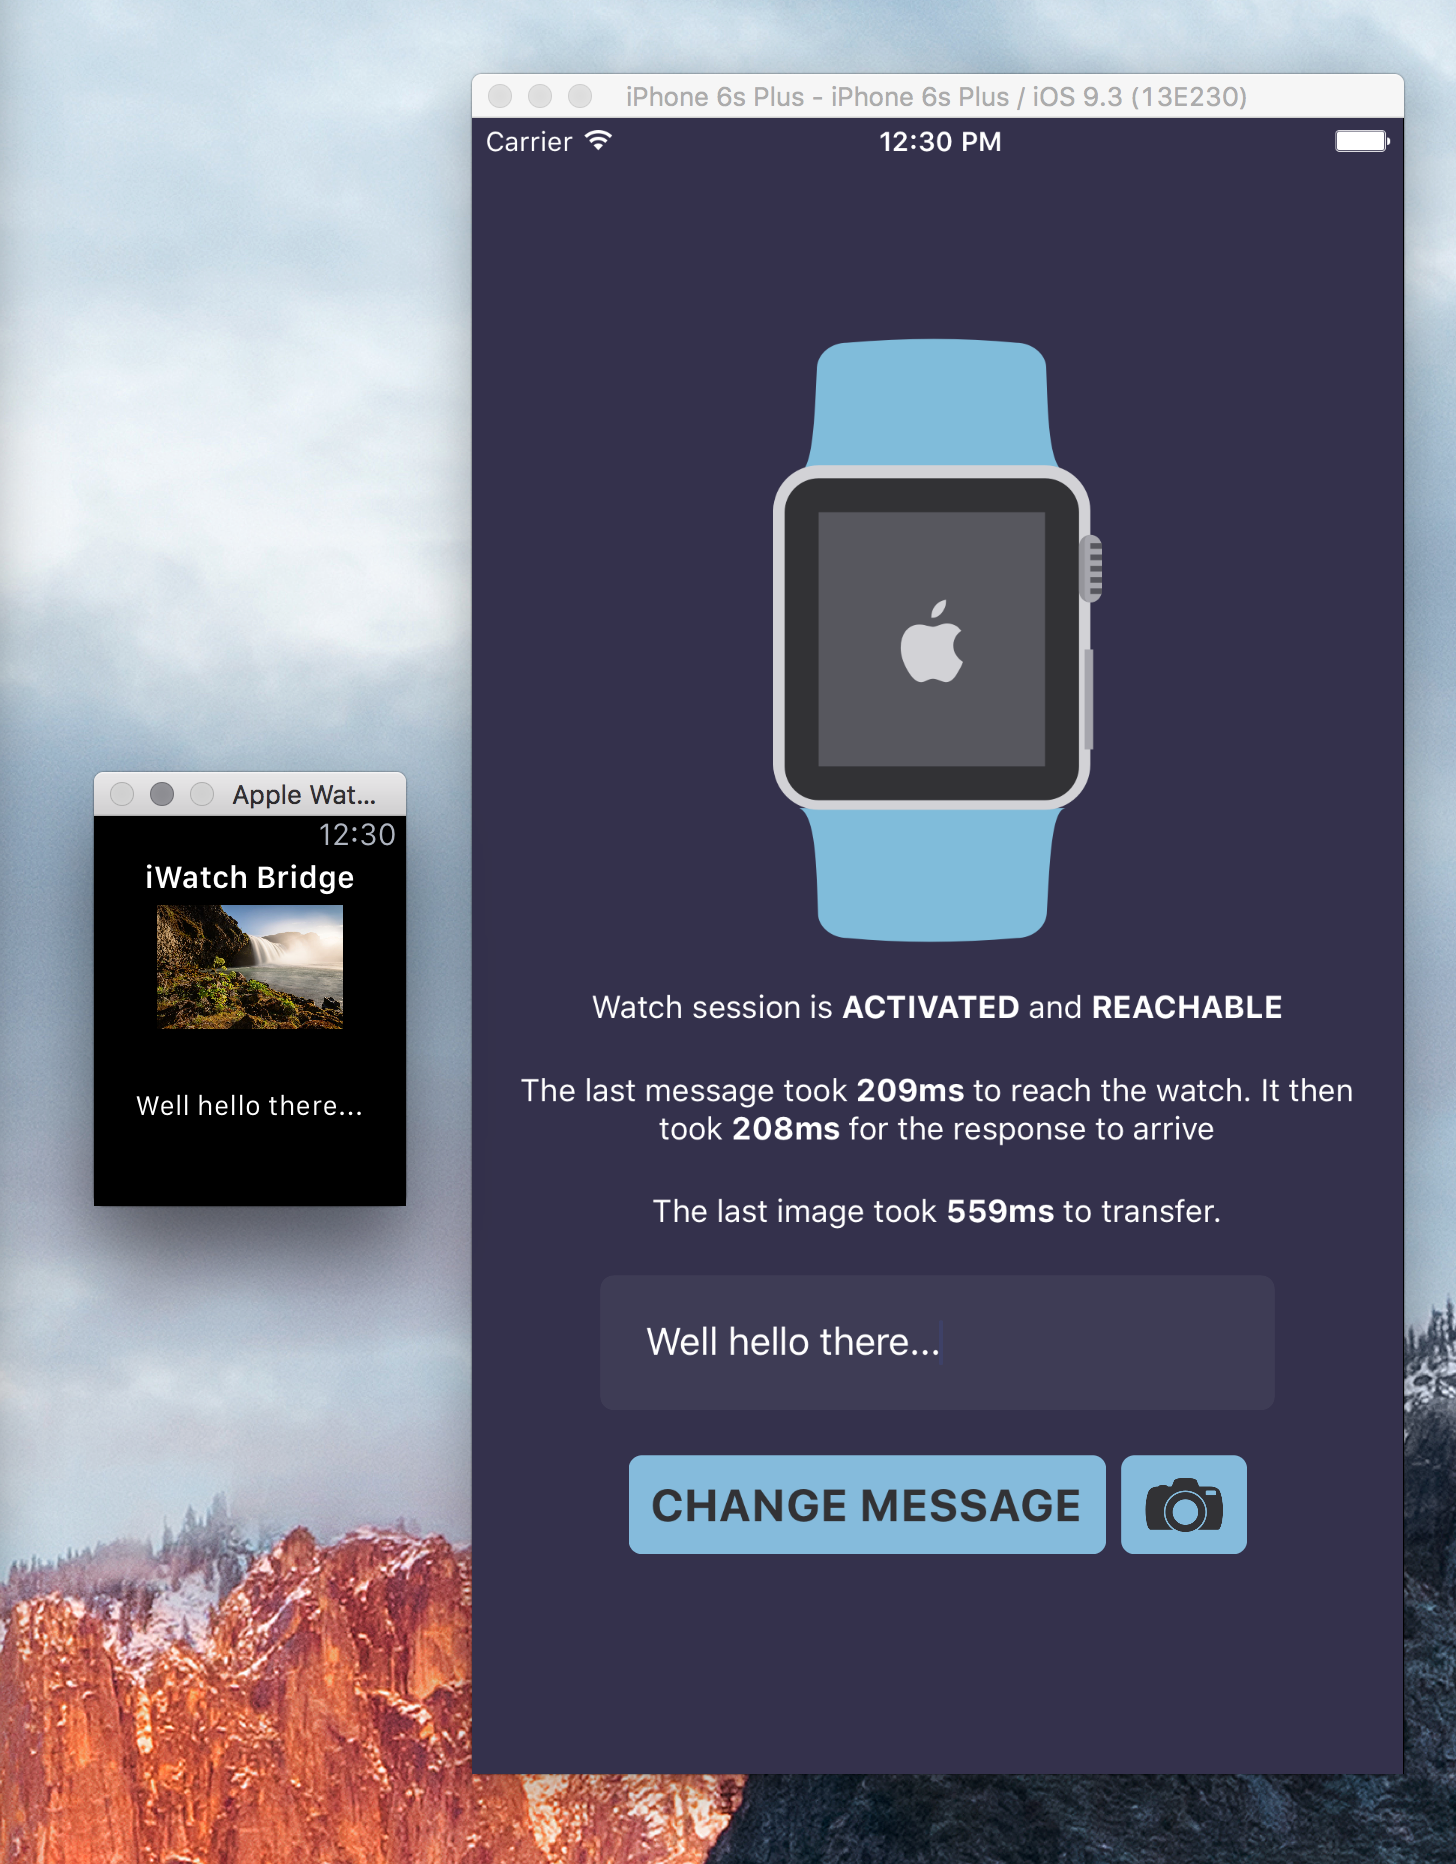 iPhone 6s Plus - iPhone 6s Plus / iOS 9.3 (13E230)
Carrier
12:30 PM
Apple Wat...
12:30
iWatch Bridge
Well hello there...
Watch session is ACTIVATED and REACHABLE
The last message took 209ms to reach the watch. It then
took 208ms for the response to arrive
The last image took 559ms to transfer.
Well hello there...
CHANGE MESSAGE